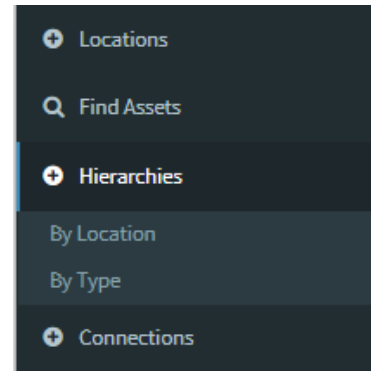 Locations
Find Assets
Hierarchies
By Location
By Type
Connections